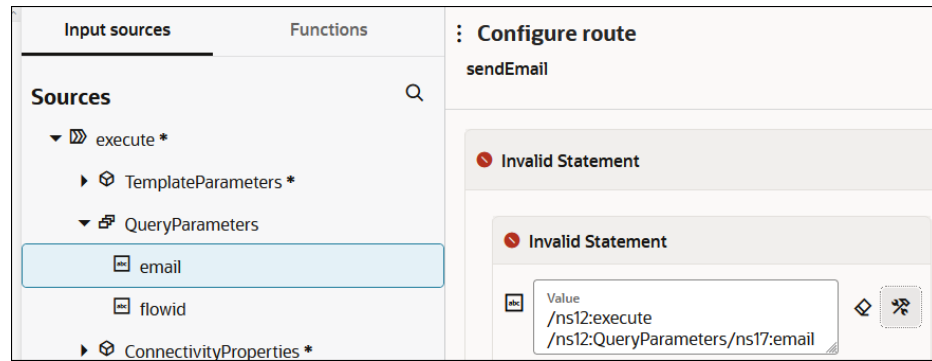 Input sources
Functions
Sources
execute *
TemplateParameters *
QueryParameters
email
flowid
ConnectivityProperties *
Configure route
sendEmail
Invalid Statement
Invalid Statement
abc
Value
/ns12:execute
/ns12:QueryParameters/ns17:email